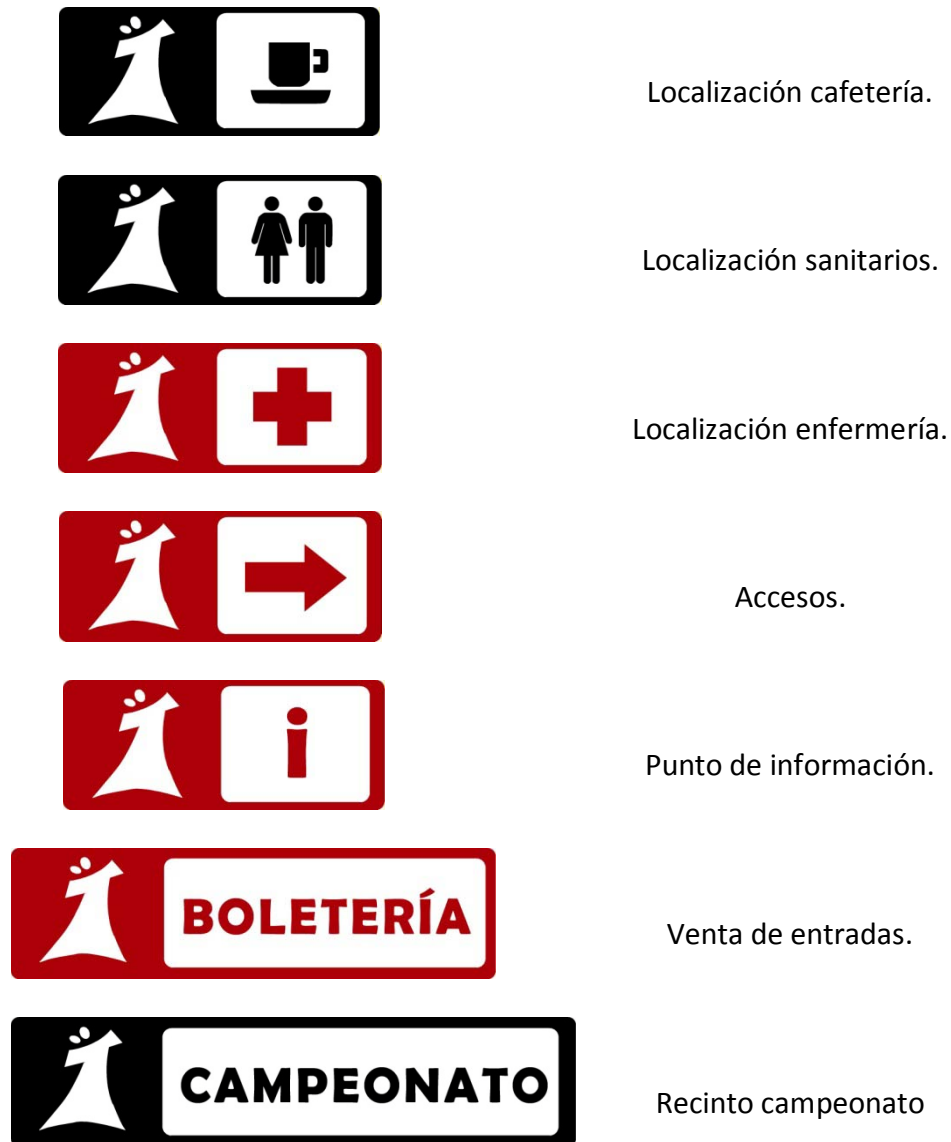 Localización cafetería.
Localización sanitarios.
Localización enfermería.
Accesos.
i
Punto de información.
BOLETERÍA
Venta de entradas.
CAMPEONATO
Recinto campeonato